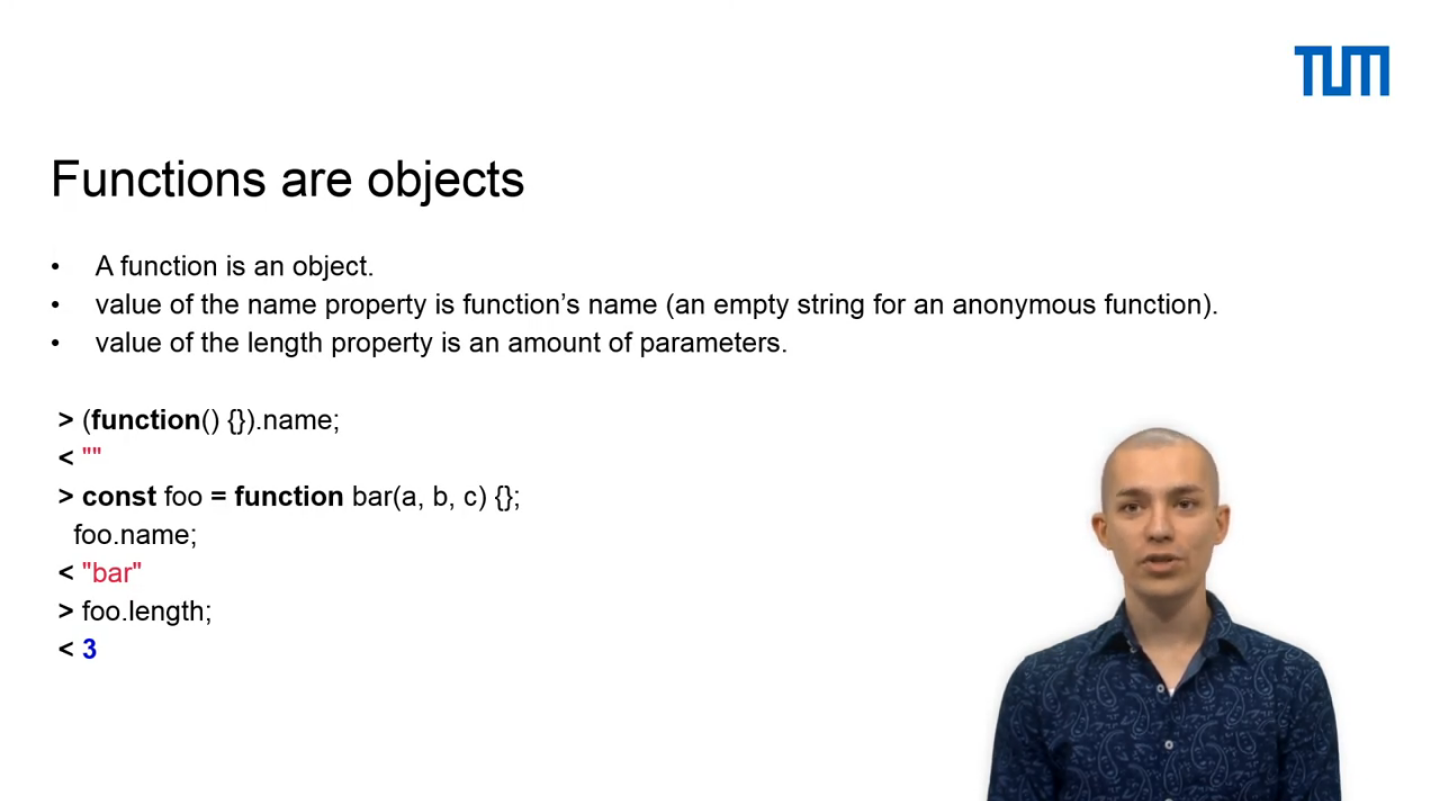 TUM
Functions are objects
• A function is an object.
• value of the name property is function’s name (an empty string for an anonymous function).
• value of the length property is an amount of parameters.
> (function() {}).name;
< ""
> const foo = function bar(a, b, c) {};
foo.name;
< "bar"
> foo.length;
< 3